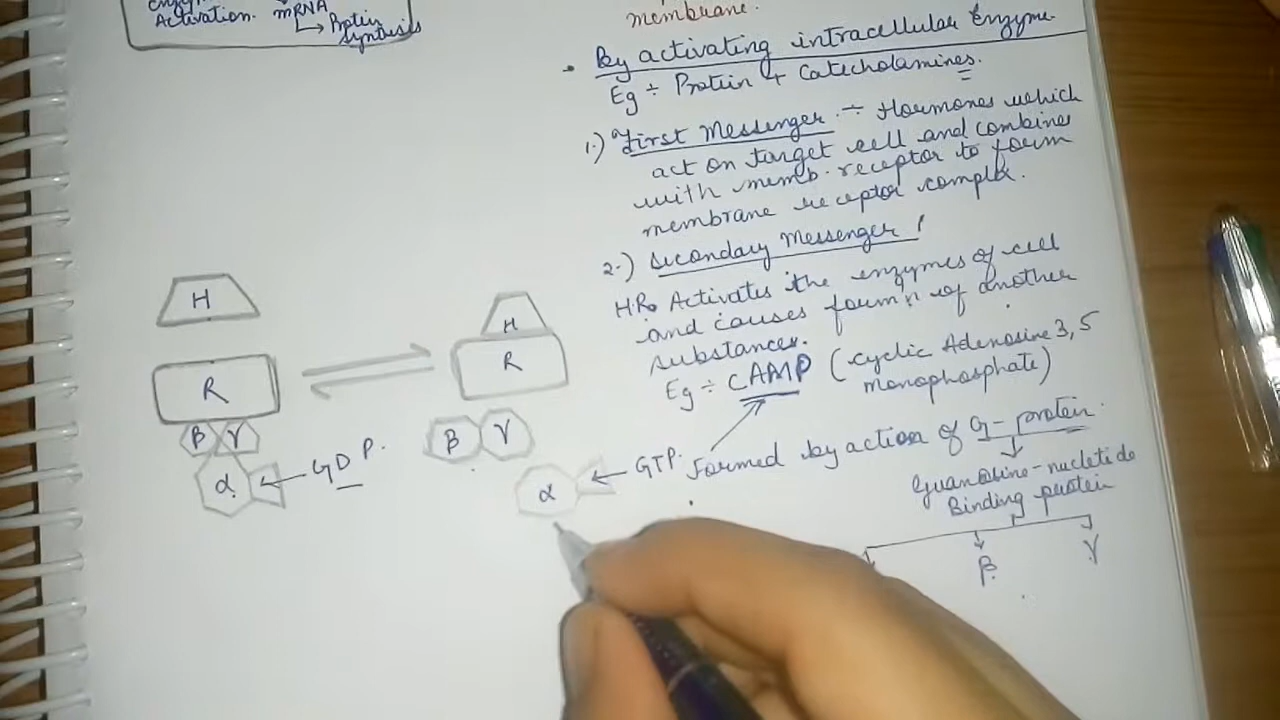 Activation.
mRNA
Protein
synthesis
membrane.
By activating intracellular Enzyme.
Eg ÷ Protein & Catecholamines.
1.) First Messenger ÷ Hormones which
act on target cell and combines
with memb. receptor to form
membrane receptor complex.
2.) Secondary Messenger
HR. Activates the enzymes of cell
and causes form'n of another
substances.
Eg ÷ CAMP (cyclic Adenosine 3,5
monophosphate)
Formed by action of G-protein.
Guanosine-nucletide
Binding protein
β
γ
H
R
β γ
α
GDP.
H
R
β γ
α
GTP.